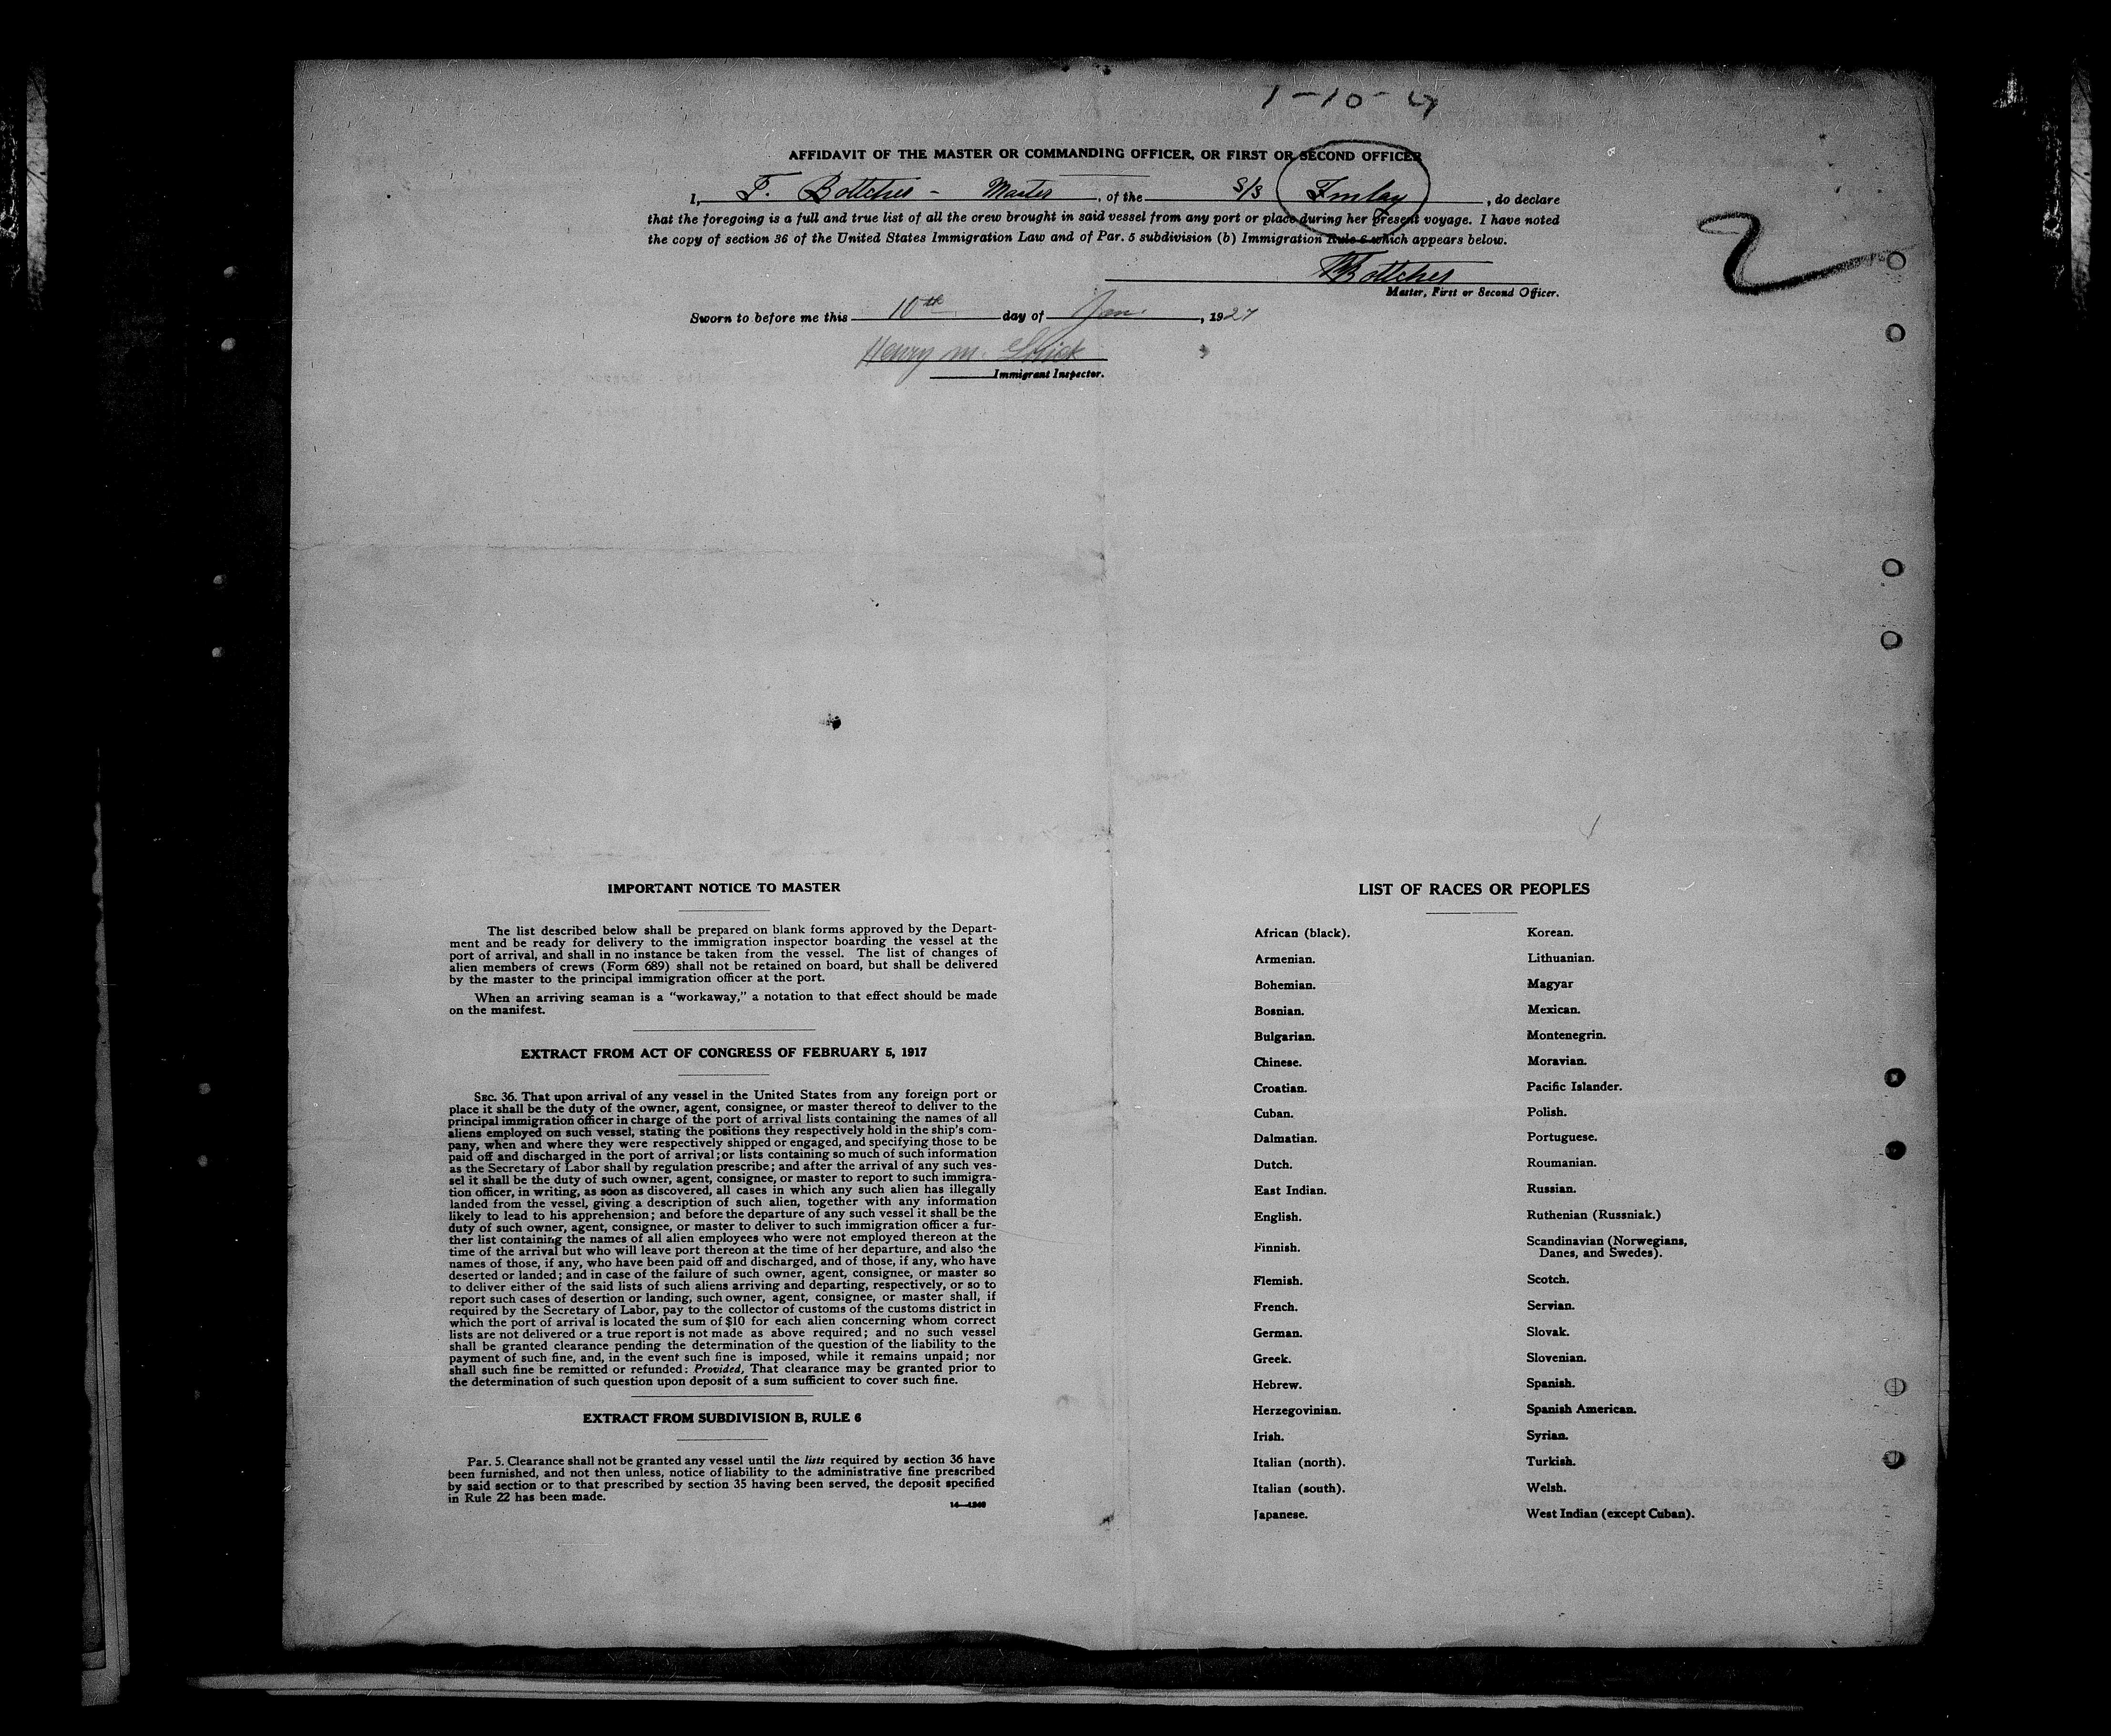 1-10-27
AFFIDAVIT OF THE MASTER OR COMMANDING OFFICER, OR FIRST OR SECOND OFFICER
I, F. Bottcher - Master, of the S/S Imlay, do declare
that the foregoing is a full and true list of all the crew brought in said vessel from any port or place during her present voyage. I have noted
the copy of section 36 of the United States Immigration Law and of Par. 5 subdivision (b) Immigration Rule 6 which appears below.
2
FBottcher
Master, First or Second Officer.
Sworn to before me this 10th day of Jan., 1927
Henry M.
Immigrant Inspector.
IMPORTANT NOTICE TO MASTER
The list described below shall be prepared on blank forms approved by the Depart-
ment and be ready for delivery to the immigration inspector boarding the vessel at the
port of arrival, and shall in no instance be taken from the vessel. The list of changes of
alien members of crews (Form 689) shall not be retained on board, but shall be delivered
by the master to the principal immigration officer at the port.
When an arriving seaman is a "workaway," a notation to that effect should be made
on the manifest.
EXTRACT FROM ACT OF CONGRESS OF FEBRUARY 5, 1917
SEC. 36. That upon arrival of any vessel in the United States from any foreign port or
place it shall be the duty of the owner, agent, consignee, or master thereof to deliver to the
principal immigration officer in charge of the port of arrival lists containing the names of all
aliens employed on such vessel, stating the positions they respectively hold in the ship's com-
pany, when and where they were respectively shipped or engaged, and specifying those to be
paid off and discharged in the port of arrival; or lists containing so much of such information
as the Secretary of Labor shall by regulation prescribe; and after the arrival of any such ves-
sel it shall be the duty of such owner, agent, consignee, or master to report to such immigra-
tion officer, in writing, as soon as discovered, all cases in which any such alien has illegally
landed from the vessel, giving a description of such alien, together with any information
likely to lead to his apprehension; and before the departure of any such vessel it shall be the
duty of such owner, agent, consignee, or master to deliver to such immigration officer a fur-
ther list containing the names of all alien employees who were not employed thereon at the
time of the arrival but who will leave port thereon at the time of her departure, and also the
names of those, if any, who have been paid off and discharged, and of those, if any, who have
deserted or landed; and in case of the failure of such owner, agent, consignee, or master so
to deliver either of the said lists of such aliens arriving and departing, respectively, or so to
report such cases of desertion or landing, such owner, agent, consignee, or master shall, if
required by the Secretary of Labor, pay to the collector of customs of the customs district in
which the port of arrival is located the sum of $10 for each alien concerning whom correct
lists are not delivered or a true report is not made as above required; and no such vessel
shall be granted clearance pending the determination of the question of the liability to the
payment of such fine, and, in the event such fine is imposed, while it remains unpaid; nor
shall such fine be remitted or refunded: Provided, That clearance may be granted prior to
the determination of such question upon deposit of a sum sufficient to cover such fine.
EXTRACT FROM SUBDIVISION B, RULE 6
Par. 5. Clearance shall not be granted any vessel until the lists required by section 36 have
been furnished, and not then unless, notice of liability to the administrative fine prescribed
by said section or to that prescribed by section 35 having been served, the deposit specified
in Rule 22 has been made.
LIST OF RACES OR PEOPLES
African (black).
Armenian.
Bohemian.
Bosnian.
Bulgarian.
Chinese.
Croatian.
Cuban.
Dalmatian.
Dutch.
East Indian.
English.
Finnish.
Flemish.
French.
German.
Greek.
Hebrew.
Herzegovinian.
Irish.
Italian (north).
Italian (south).
Japanese.
Korean.
Lithuanian.
Magyar
Mexican.
Montenegrin.
Moravian.
Pacific Islander.
Polish.
Portuguese.
Roumanian.
Russian.
Ruthenian (Russniak.)
Scandinavian (Norwegians,
Danes, and Swedes).
Scotch.
Servian.
Slovak.
Slovenian.
Spanish.
Spanish American.
Syrian.
Turkish.
Welsh.
West Indian (except Cuban).